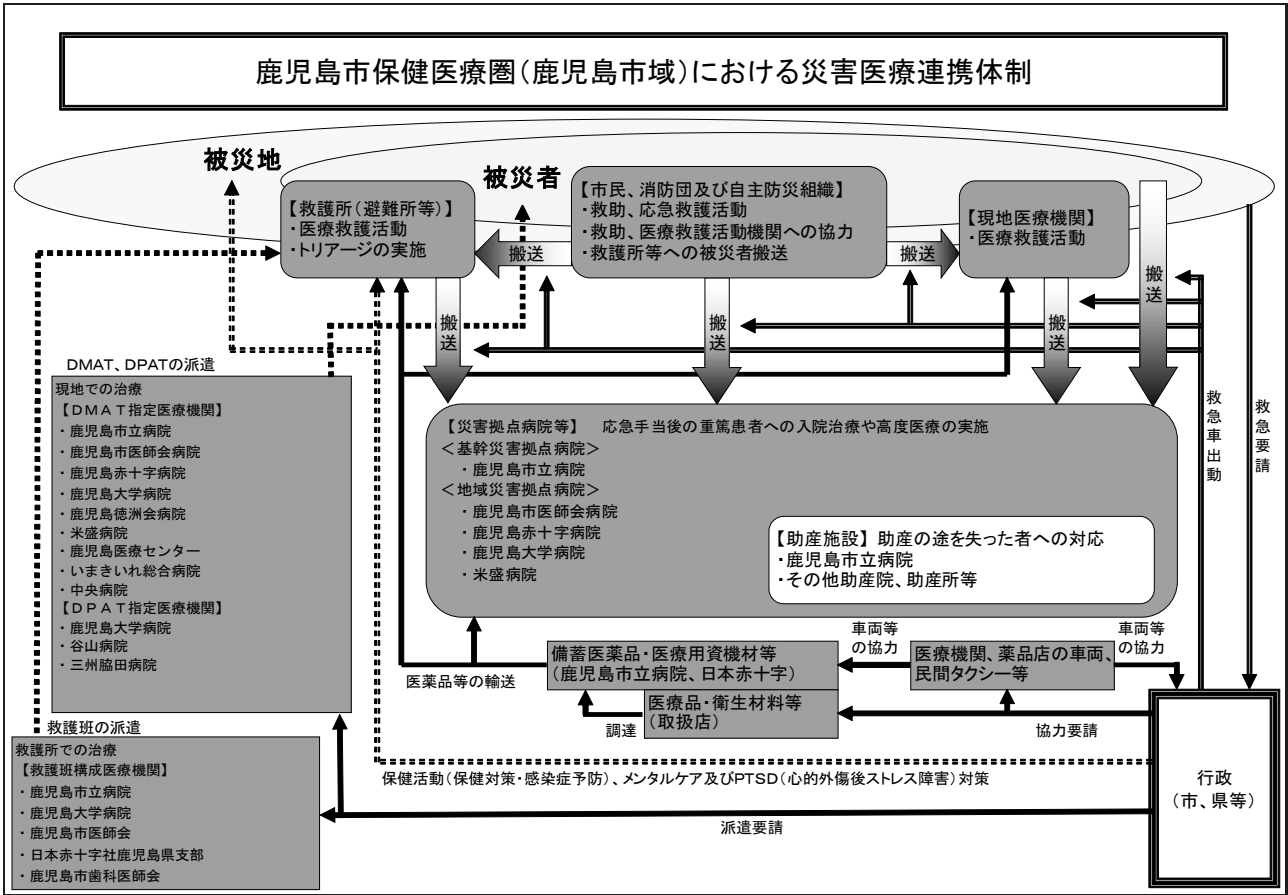 鹿児島市保健医療圏(鹿児島市域)における災害医療連携体制
被災地
被災者
【救護所(避難所等)】
・医療救護活動
・トリアージの実施
搬送
【市民、消防団及び自主防災組織】
・救助、応急救護活動
・救助、医療救護活動機関への協力
・救護所等への被災者搬送
搬送
【現地医療機関】
・医療救護活動
搬送
搬送
搬送
搬送
救急車出動
救急要請
DMAT、DPATの派遣
現地での治療
【DMAT指定医療機関】
・鹿児島市立病院
・鹿児島市医師会病院
・鹿児島赤十字病院
・鹿児島大学病院
・鹿児島徳洲会病院
・米盛病院
・鹿児島医療センター
・いまきいれ総合病院
・中央病院
【DPAT指定医療機関】
・鹿児島大学病院
・谷山病院
・三州脇田病院
【災害拠点病院等】 応急手当後の重篤患者への入院治療や高度医療の実施
<基幹災害拠点病院>
・鹿児島市立病院
<地域災害拠点病院>
・鹿児島市医師会病院
・鹿児島赤十字病院
・鹿児島大学病院
・米盛病院
【助産施設】 助産の途を失った者への対応
・鹿児島市立病院
・その他助産院、助産所等
医薬品等の輸送
備蓄医薬品・医療用資機材等
(鹿児島市立病院、日本赤十字)
医療品・衛生材料等
(取扱店)
調達
車両等
の協力
医療機関、薬品店の車両、
民間タクシー等
車両等
の協力
協力要請
救護班の派遣
救護所での治療
【救護班構成医療機関】
・鹿児島市立病院
・鹿児島大学病院
・鹿児島市医師会
・日本赤十字社鹿児島県支部
・鹿児島市歯科医師会
保健活動(保健対策・感染症予防)、メンタルケア及びPTSD(心的外傷後ストレス障害)対策
派遣要請
行政
(市、県等)